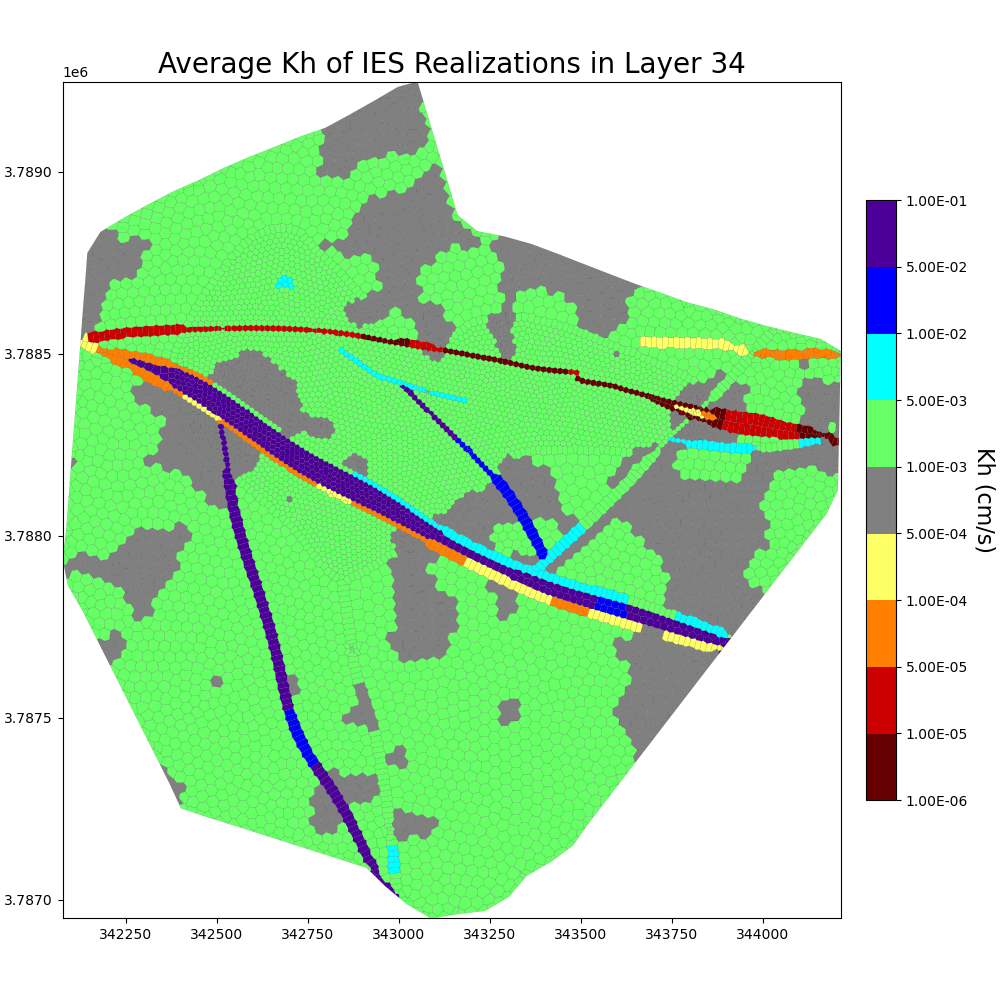 Average Kh of IES Realizations in Layer 34
1e6
3.7890
3.7885
3.7880
3.7875
3.7870
342250 342500 342750 343000 343250 343500 343750 344000
1.00E-01
5.00E-02
1.00E-02
5.00E-03
1.00E-03
5.00E-04
1.00E-04
5.00E-05
1.00E-05
1.00E-06
Kh (cm/s)